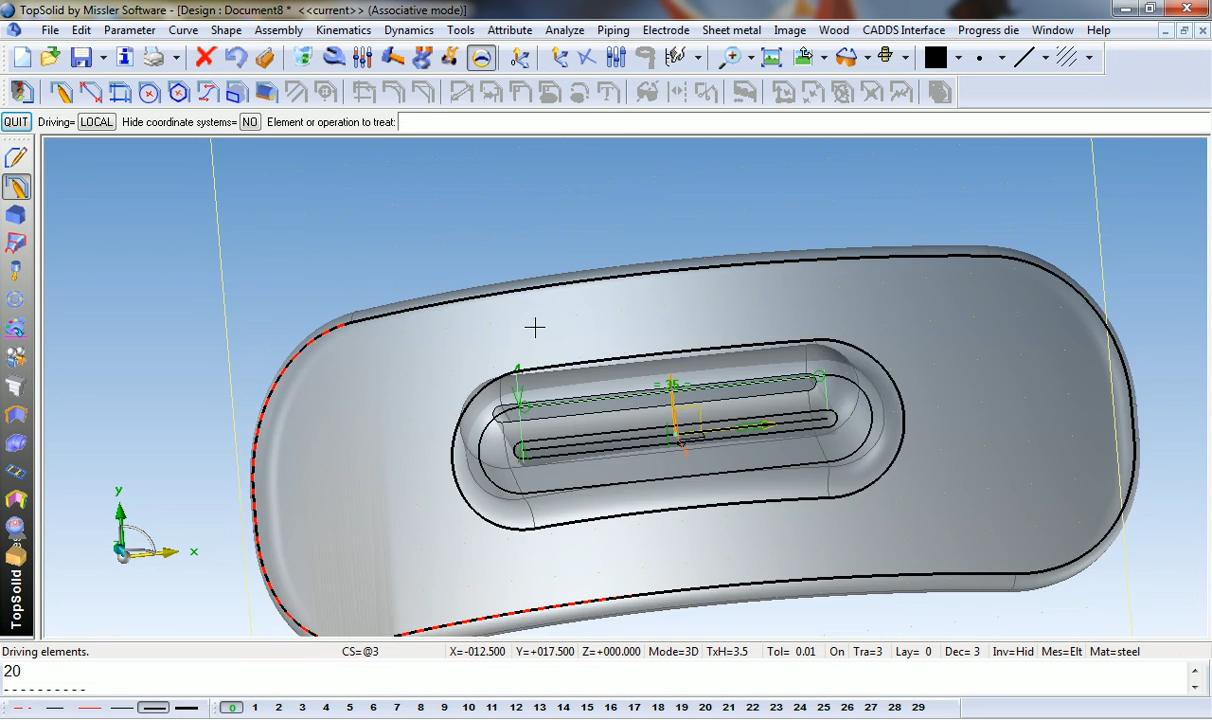 TopSolid by Missler Software - [Design : Document8 *  <<current>> (Associative mode)]
File Edit Parameter Curve Shape Assembly Kinematics Dynamics Tools Attribute Analyze Piping Electrode Sheet metal Image Wood CADDS Interface Progress die Window Help
QUIT Driving= LOCAL Hide coordinate systems= NO Element or operation to treat:
4
= 35 =
y
x
TopSolid
Driving elements. CS=@3 X=-012.500 Y=+017.500 Z=+000.000 Mode=3D TxH=3.5 Tol= 0.01 On Tra=3 Lay= 0 Dec= 3 Inv=Hid Mes=Elt Mat=steel
20
----------
0 1 2 3 4 5 6 7 8 9 10 11 12 13 14 15 16 17 18 19 20 21 22 23 24 25 26 27 28 29